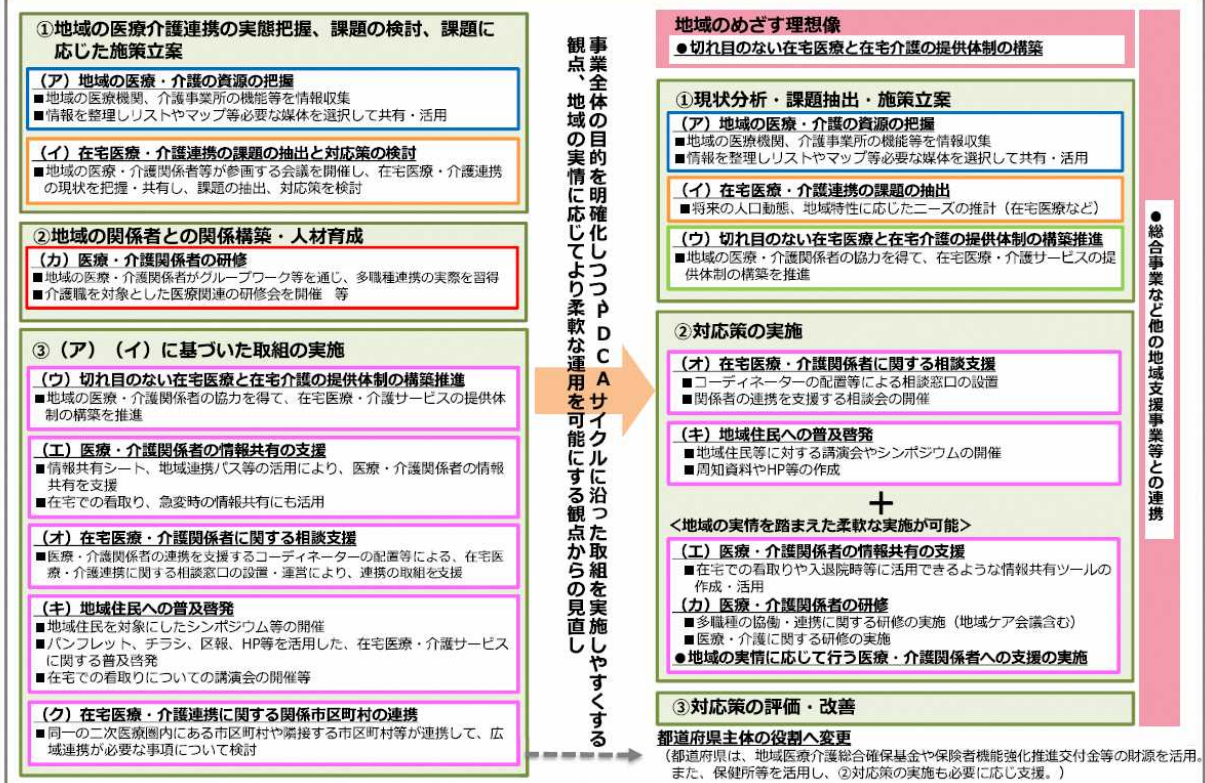 ①地域の医療介護連携の実態把握、課題の検討、課題に
応じた施策立案
（ア）地域の医療・介護の資源の把握
■地域の医療機関、介護事業所の機能等を情報収集
■情報を整理しリストやマップ等必要な媒体を選択して共有・活用
（イ）在宅医療・介護連携の課題の抽出と対応策の検討
■地域の医療・介護関係者等が参画する会議を開催し、在宅医療・介護連携
の現状を把握・共有し、課題の抽出、対応策を検討
②地域の関係者との関係構築・人材育成
（カ）医療・介護関係者の研修
■地域の医療・介護関係者がグループワーク等を通じ、多職種連携の実際を習得
■介護職を対象とした医療関連の研修会を開催　等
③（ア）（イ）に基づいた取組の実施
（ウ）切れ目のない在宅医療と在宅介護の提供体制の構築推進
■地域の医療・介護関係者の協力を得て、在宅医療・介護サービスの提供体
制の構築を推進
（エ）医療・介護関係者の情報共有の支援
■情報共有シート、地域連携パス等の活用により、医療・介護関係者の情報
共有を支援
■在宅での看取り、急変時の情報共有にも活用
（オ）在宅医療・介護関係者に関する相談支援
■医療・介護関係者の連携を支援するコーディネーターの配置等による、在宅医
療・介護連携に関する相談窓口の設置・運営により、連携の取組を支援
（キ）地域住民への普及啓発
■地域住民を対象にしたシンポジウム等の開催
■パンフレット、チラシ、区報、HP等を活用した、在宅医療・介護サービス
に関する普及啓発
■在宅での看取りについての講演会の開催等
（ク）在宅医療・介護連携に関する関係市区町村の連携
■同一の二次医療圏内にある市区町村や隣接する市区町村等が連携して、広
域連携が必要な事項について検討
事業全体の目的を明確化しつつ、PDCAサイクルに沿った取組を実施しやすくする
観点、地域の実情に応じてより柔軟な運用を可能にする観点からの見直し
地域のめざす理想像
●切れ目のない在宅医療と在宅介護の提供体制の構築
①現状分析・課題抽出・施策立案
（ア）地域の医療・介護の資源の把握
■地域の医療機関、介護事業所の機能等を情報収集
■情報を整理しリストやマップ等必要な媒体を選択して共有・活用
（イ）在宅医療・介護連携の課題の抽出
■将来の人口動態、地域特性に応じたニーズの推計（在宅医療など）
（ウ）切れ目のない在宅医療と在宅介護の提供体制の構築推進
■地域の医療・介護関係者の協力を得て、在宅医療・介護サービスの提
供体制の構築を推進
②対応策の実施
（オ）在宅医療・介護関係者に関する相談支援
■コーディネーターの配置等による相談窓口の設置
■関係者の連携を支援する相談会の開催
（キ）地域住民への普及啓発
■地域住民等に対する講演会やシンポジウムの開催
■周知資料やHP等の作成
＋
＜地域の実情を踏まえた柔軟な実施が可能＞
（エ）医療・介護関係者の情報共有の支援
■在宅での看取りや入退院時等に活用できるような情報共有ツールの
作成・活用
（カ）医療・介護関係者の研修
■多職種の協働・連携に関する研修の実施（地域ケア会議含む）
■医療・介護に関する研修の実施
●地域の実情に応じて行う医療・介護関係者への支援の実施
③対応策の評価・改善
●総合事業など他の地域支援事業等との連携
都道府県主体の役割へ変更
（都道府県は、地域医療介護総合確保基金や保険者機能強化推進交付金等の財源を活用。
また、保健所等を活用し、②対応策の実施も必要に応じ支援。）